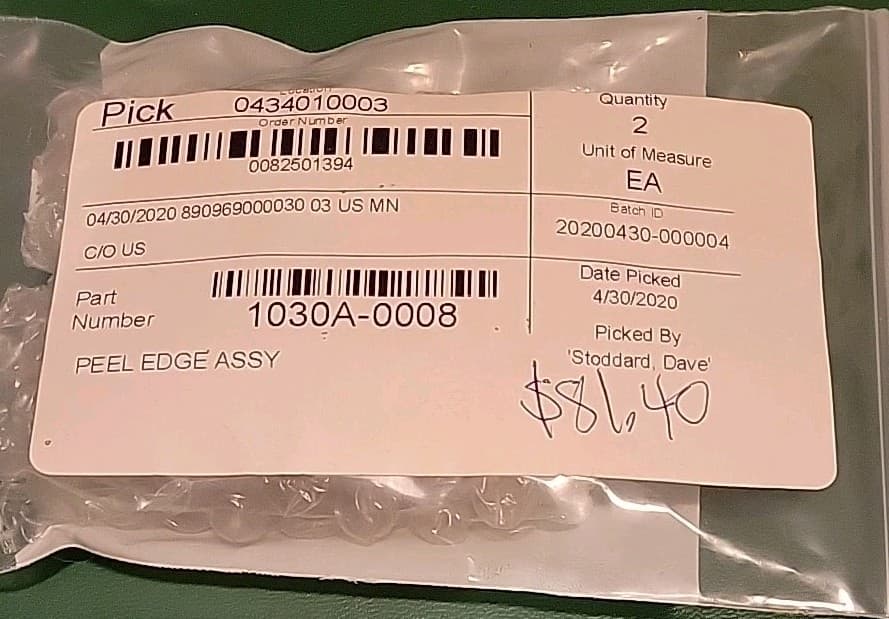 Location
Pick 0434010003
Order Number
0082501394
04/30/2020 890969000030 03 US MN
C/O US
Part
Number 1030A-0008
PEEL EDGE ASSY
Quantity
2
Unit of Measure
EA
Batch ID
20200430-000004
Date Picked
4/30/2020
Picked By
'Stoddard, Dave'
$81.40